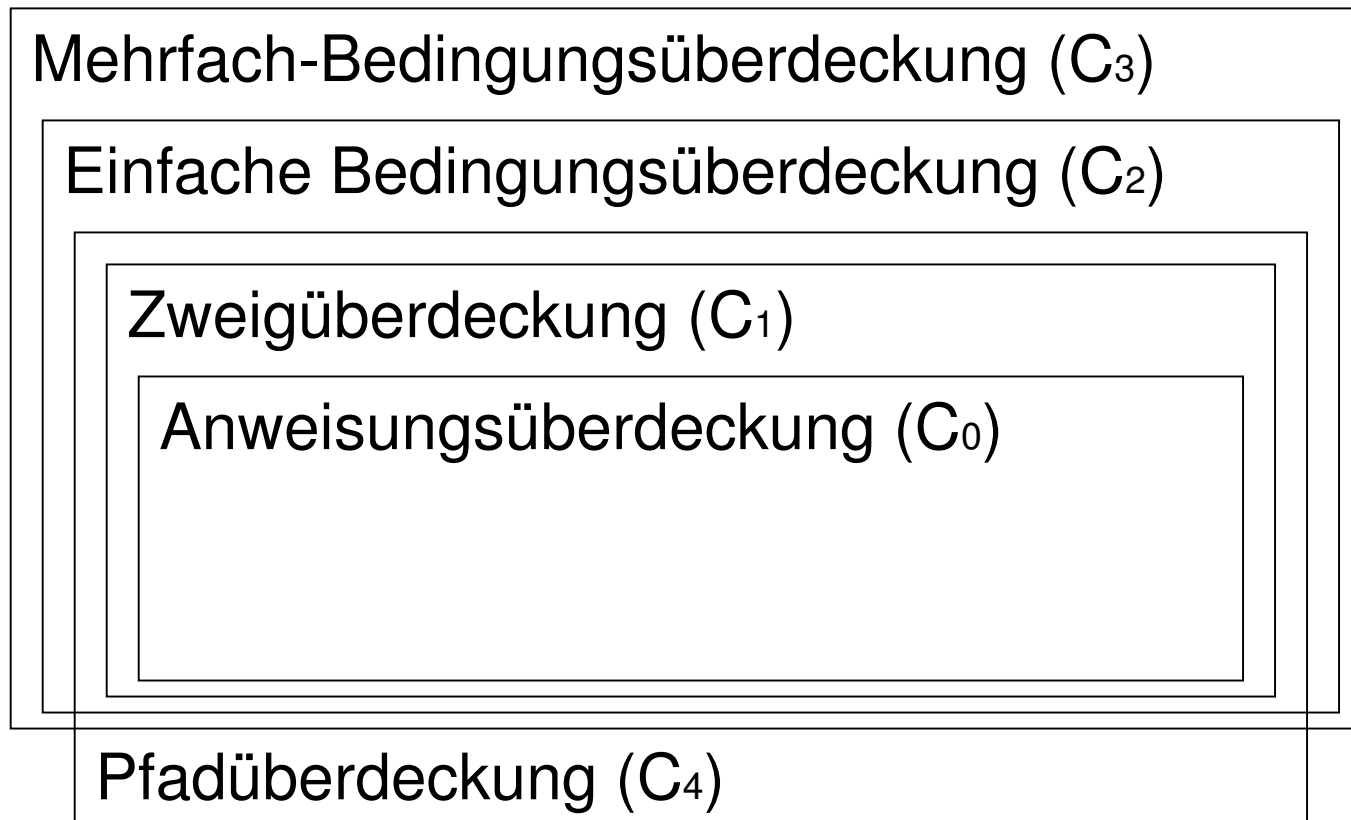 Mehrfach-Bedingungsüberdeckung (C₃)
Einfache Bedingungsüberdeckung (C₂)
Zweigüberdeckung (C₁)
Anweisungsüberdeckung (C₀)
Pfadüberdeckung (C₄)